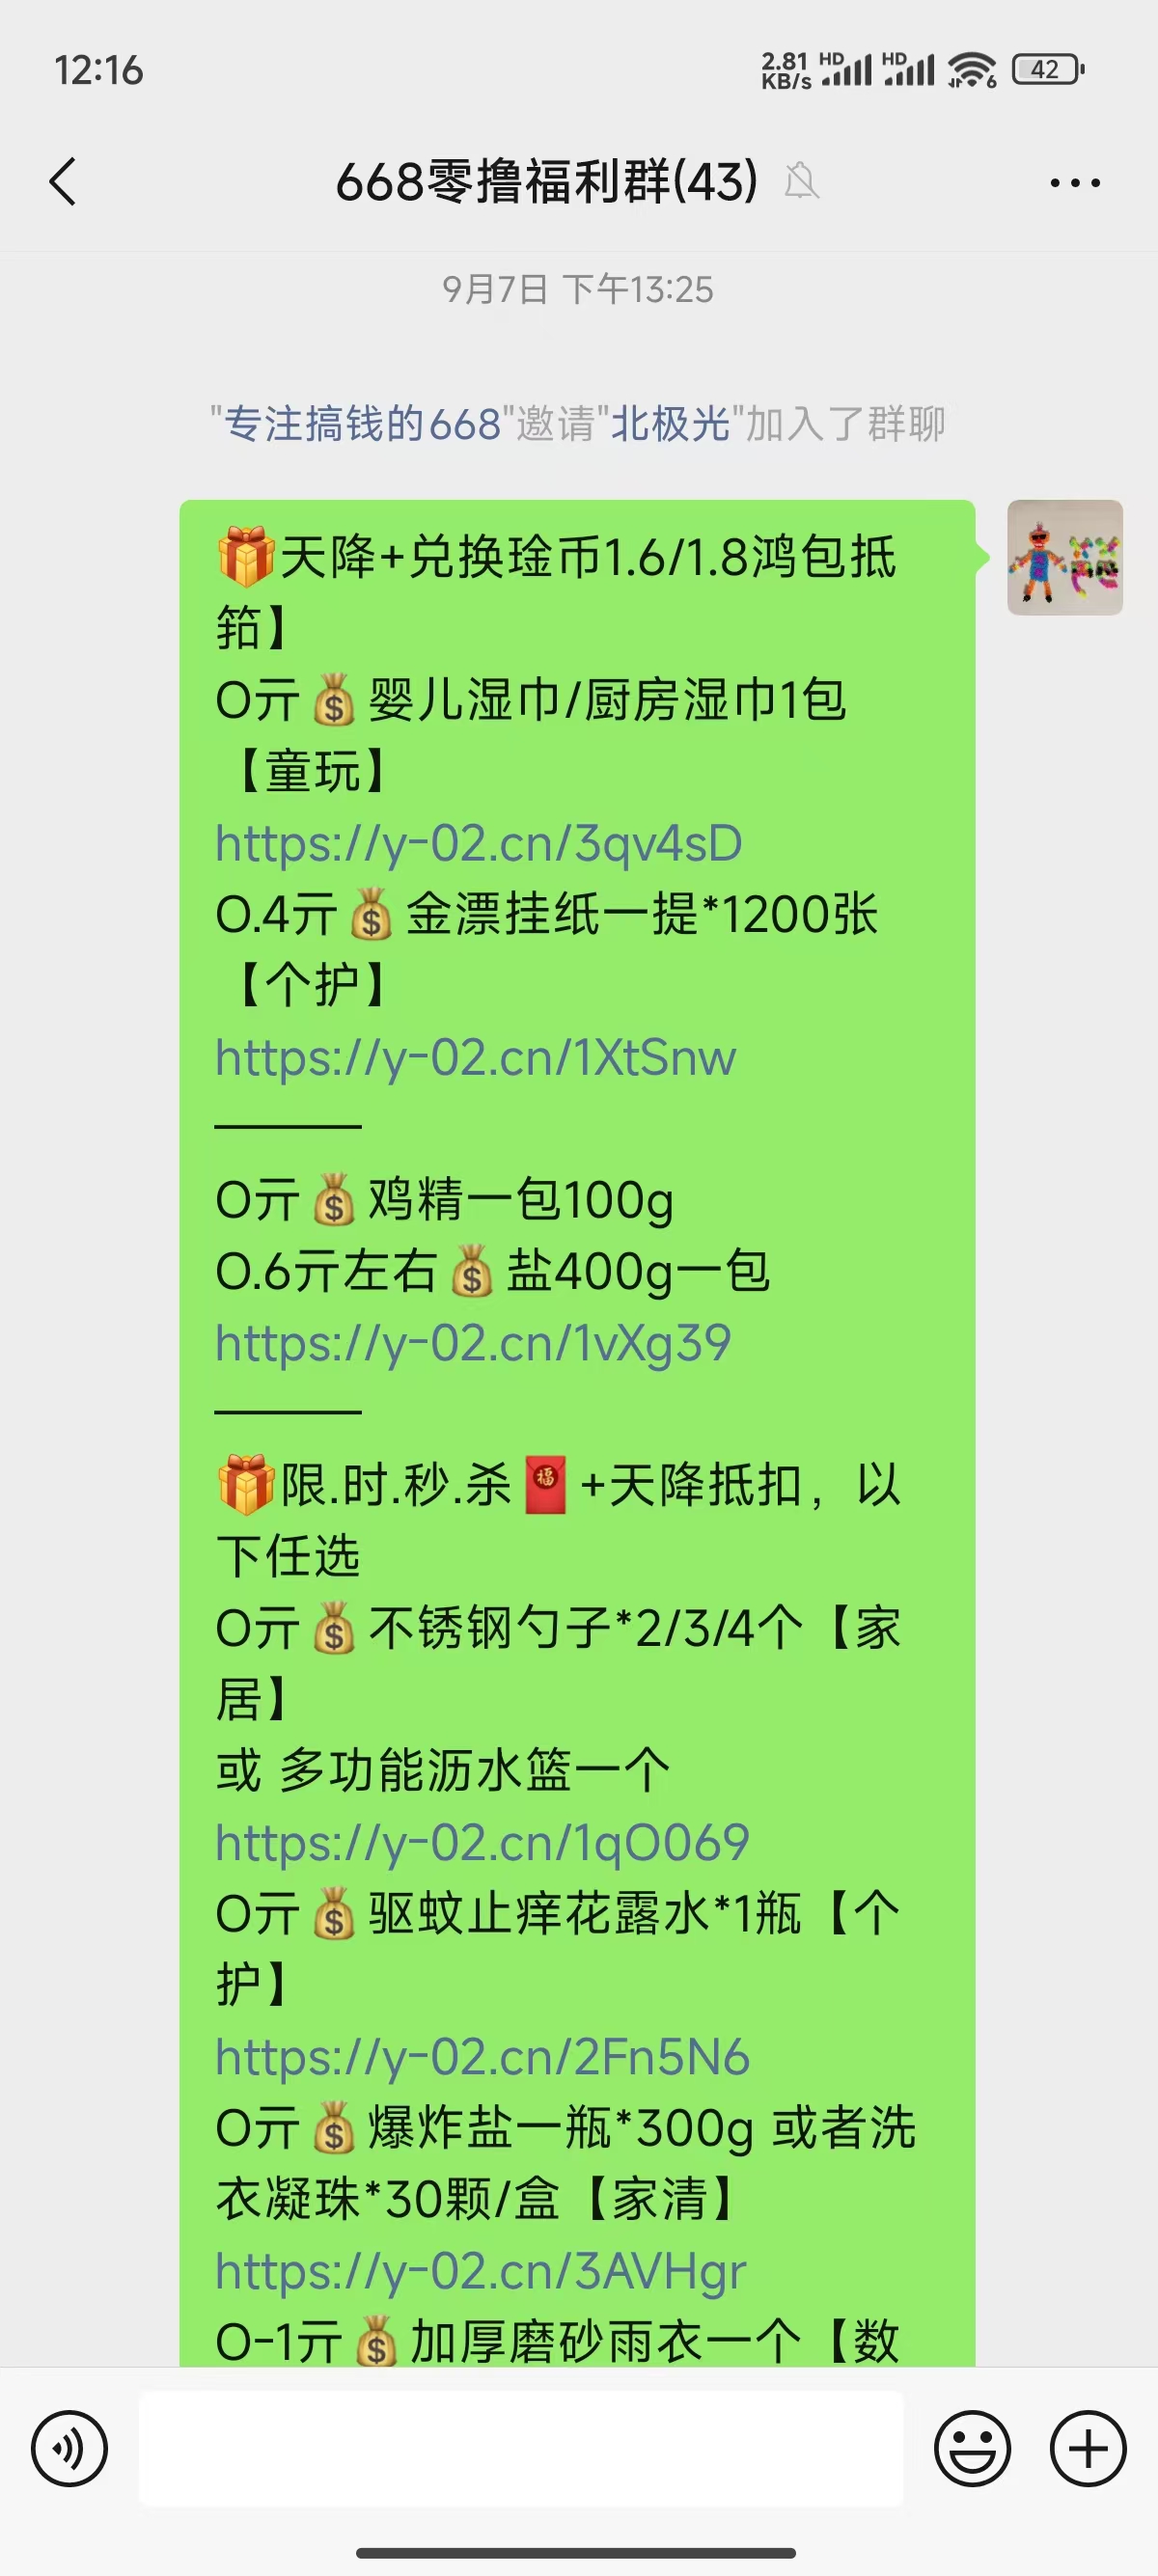 12:16
2.81 KB/s HD HD 6 42
668零撸福利群(43)
9月7日 下午13:25
"专注搞钱的668"邀请"北极光"加入了群聊
🎁天降+兑换琻币1.6/1.8鸿包抵
筘】
O亓💰婴儿湿巾/厨房湿巾1包
【童玩】
https://y-02.cn/3qv4sD
O.4亓💰金漂挂纸一提*1200张
【个护】
https://y-02.cn/1XtSnw
———
O亓💰鸡精一包100g
O.6亓左右💰盐400g一包
https://y-02.cn/1vXg39
———
🎁限.时.秒.杀🧧+天降抵扣，以
下任选
O亓💰不锈钢勺子*2/3/4个【家
居】
或 多功能沥水篮一个
https://y-02.cn/1qO069
O亓💰驱蚊止痒花露水*1瓶【个
护】
https://y-02.cn/2Fn5N6
O亓💰爆炸盐一瓶*300g 或者洗
衣凝珠*30颗/盒【家清】
https://y-02.cn/3AVHgr
O-1亓💰加厚磨砂雨衣一个【数